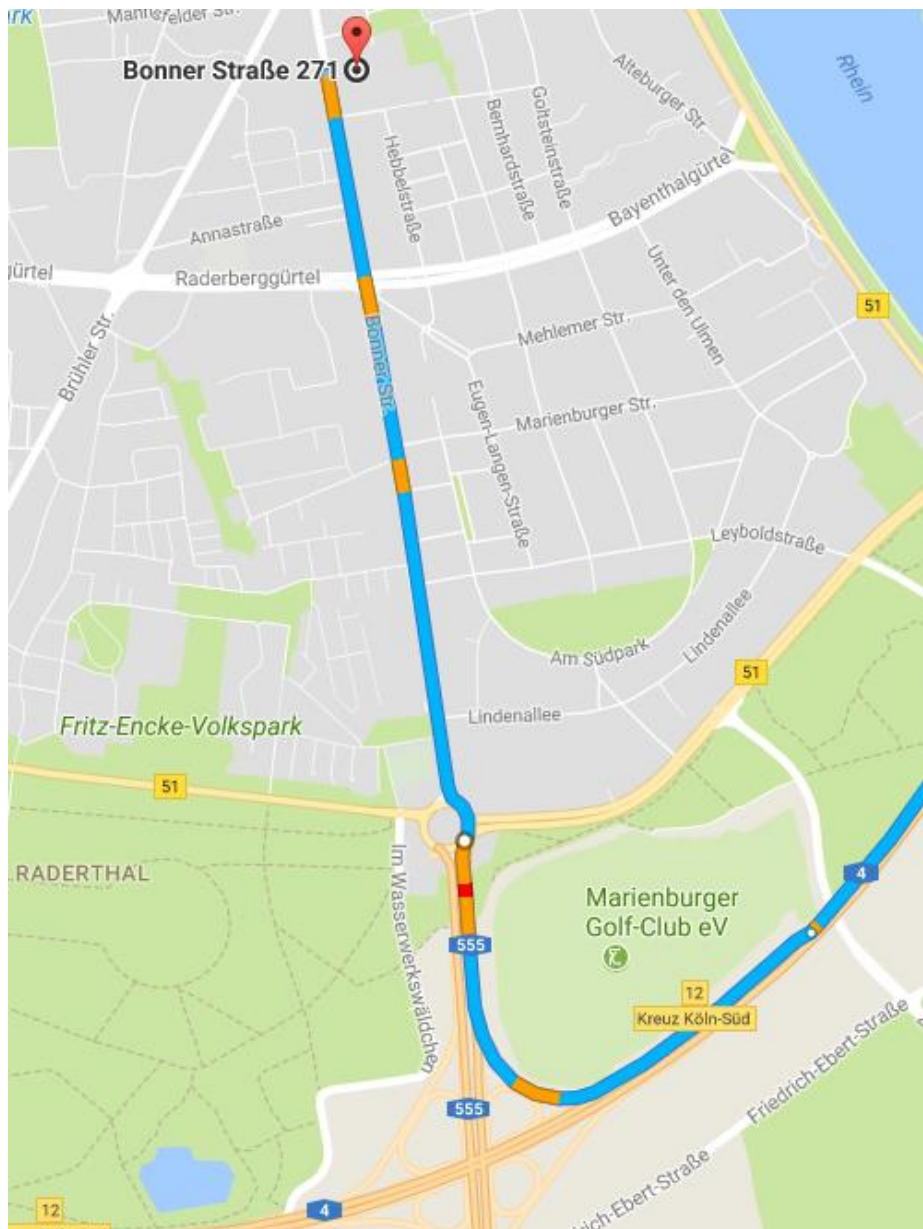 rk
Mannsfelder Str.
Bonner Straße 271
Alteburger Str.
Rhein
Goltsteinstraße
Bernhardstraße
Hebbelstraße
Bayenthalgürtel
Annastraße
gürtel
Raderberggürtel
Unter den Ulmen
51
Mehlemer Str.
Brühler Str.
Bonner Str.
Eugen-Langen-Straße
Marienburger Str.
Leyboldstraße
Lindenallee
Am Südpark
51
Lindenallee
Fritz-Encke-Volkspark
51
RADERTHAL
Im Wasserwerkswäldchen
4
Marienburger
Golf-Club eV
555
12
Kreuz Köln-Süd
Friedrich-Ebert-Straße
555
drich-Ebert-Straße
12
4